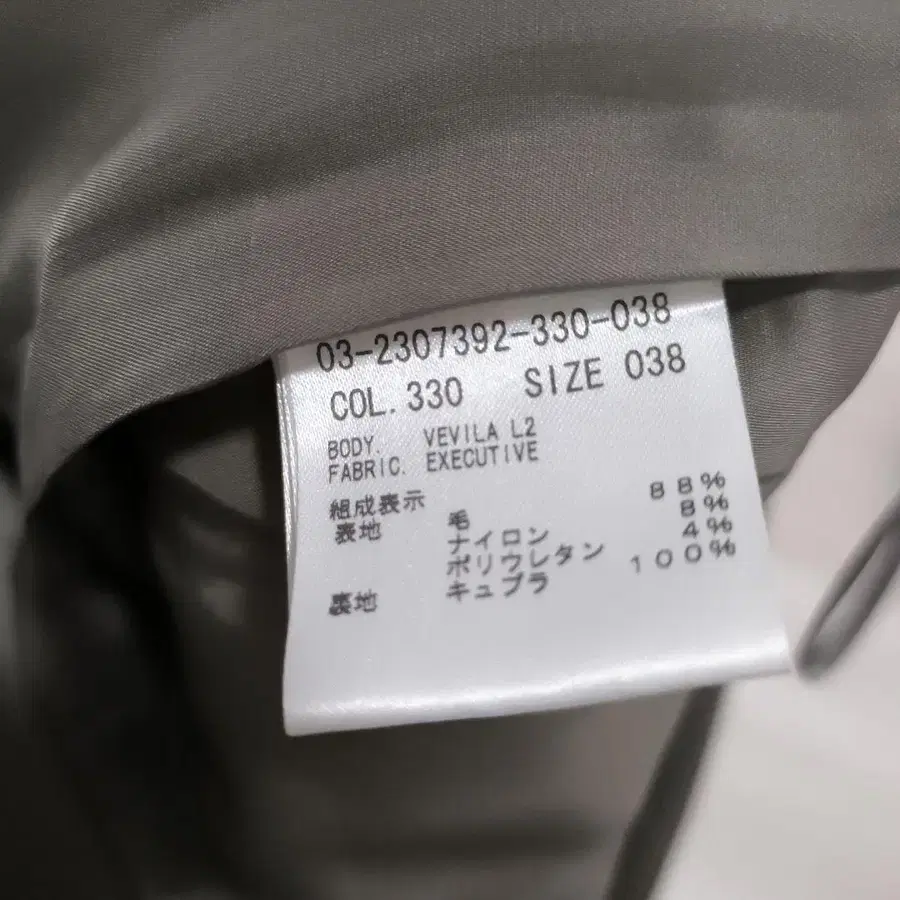 03-2307392-330-038
COL. 330 SIZE 038
BODY. VEVILA L2
FABRIC. EXECUTIVE
組成表示
表地 毛 88%
ナイロン 8%
ポリウレタン 4%
裏地 キュプラ 100%